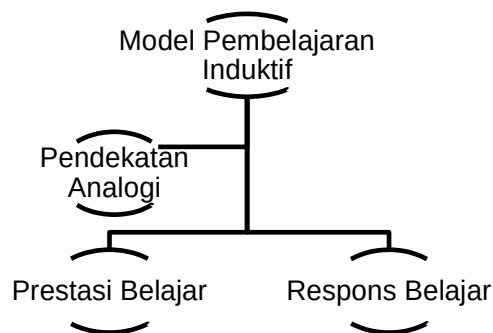 Model Pembelajaran
Induktif
Pendekatan
Analogi
Prestasi Belajar
Respons Belajar